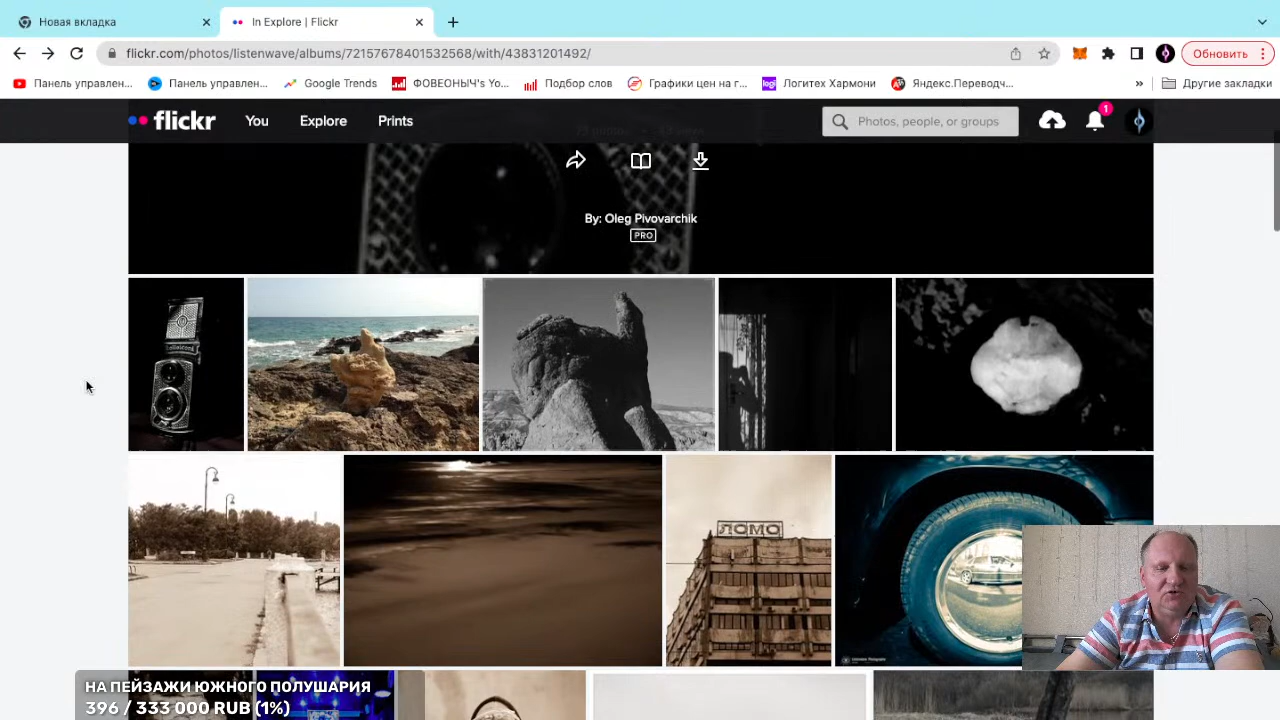 Новая вкладка
In Explore | Flickr
flickr.com/photos/listenwave/albums/72157678401532568/with/43831201492/
Обновить
Панель управлен...
Панель управлен...
Google Trends
ФОВЕОНЫЧ's Yo...
Подбор слов
Графики цен на г...
Логитех Хармони
Яндекс.Переводч...
»
Другие закладки
flickr
You
Explore
Prints
Photos, people, or groups
1
By: Oleg Pivovarchik
PRO
ЛОМО
НА ПЕЙЗАЖИ ЮЖНОГО ПОЛУШАРИЯ
396 / 333 000 RUB (1%)